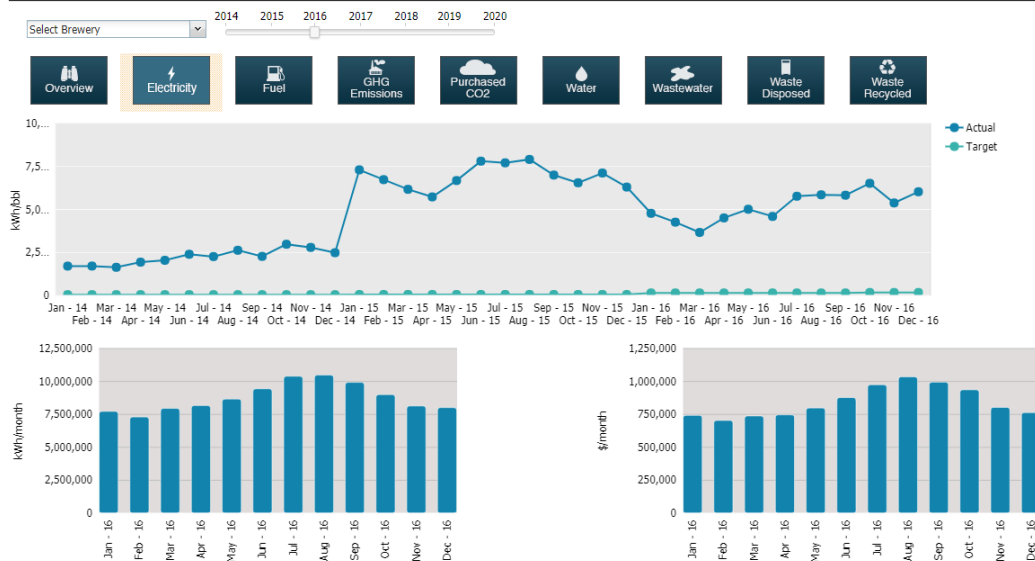 Select Brewery
2014 2015 2016 2017 2018 2019 2020
Overview
Electricity
Fuel
GHG
Emissions
Purchased
CO2
Water
Wastewater
Waste
Disposed
Waste
Recycled
10,...
7,5...
5,0...
2,5...
0
kWh/bbl
Actual
Target
Jan - 14 Mar - 14 May - 14 Jul - 14 Sep - 14 Nov - 14 Jan - 15 Mar - 15 May - 15 Jul - 15 Sep - 15 Nov - 15 Jan - 16 Mar - 16 May - 16 Jul - 16 Sep - 16 Nov - 16
Feb - 14 Apr - 14 Jun - 14 Aug - 14 Oct - 14 Dec - 14 Feb - 15 Apr - 15 Jun - 15 Aug - 15 Oct - 15 Dec - 15 Feb - 16 Apr - 16 Jun - 16 Aug - 16 Oct - 16 Dec - 16
12,500,000
10,000,000
7,500,000
5,000,000
2,500,000
0
kWh/month
Jan - 16
Feb - 16
Mar - 16
Apr - 16
May - 16
Jun - 16
Jul - 16
Aug - 16
Sep - 16
Oct - 16
Nov - 16
Dec - 16
1,250,000
1,000,000
750,000
500,000
250,000
0
$/month
Jan - 16
Feb - 16
Mar - 16
Apr - 16
May - 16
Jun - 16
Jul - 16
Aug - 16
Sep - 16
Oct - 16
Nov - 16
Dec - 16